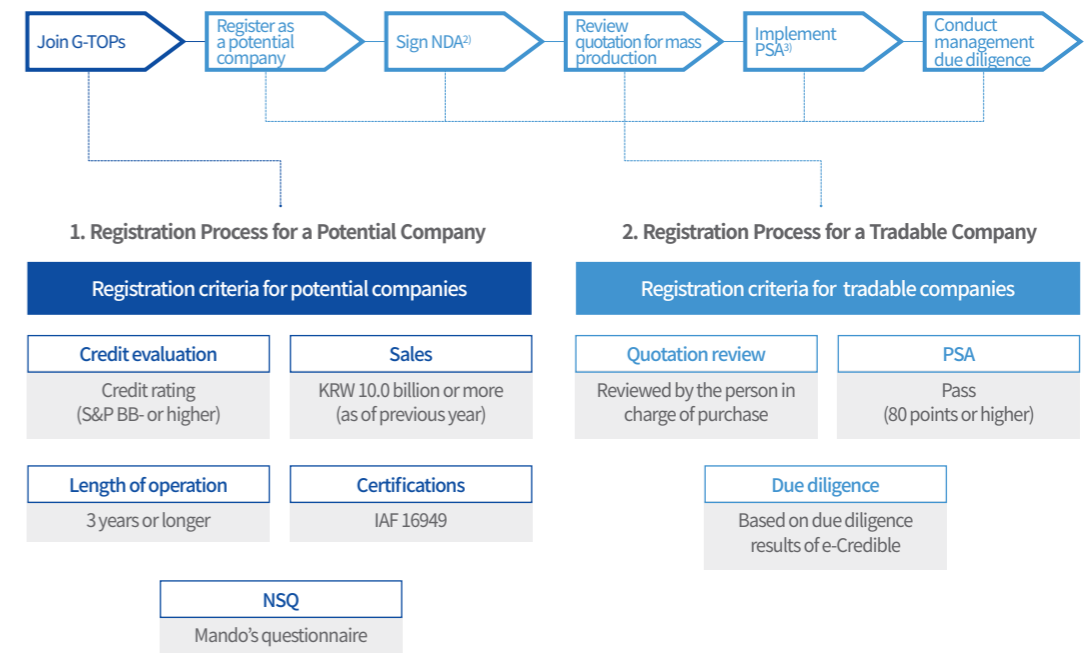 Join G-TOPs
Register as
a potential
company
Sign NDA2)
Review
quotation for mass
production
Implement
PSA3)
Conduct
management
due diligence
1. Registration Process for a Potential Company
Registration criteria for potential companies
Credit evaluation
Credit rating
(S&P BB- or higher)
Sales
KRW 10.0 billion or more
(as of previous year)
Length of operation
3 years or longer
Certifications
IAF 16949
NSQ
Mando's questionnaire
2. Registration Process for a Tradable Company
Registration criteria for tradable companies
Quotation review
Reviewed by the person in
charge of purchase
PSA
Pass
(80 points or higher)
Due diligence
Based on due diligence
results of e-Credible